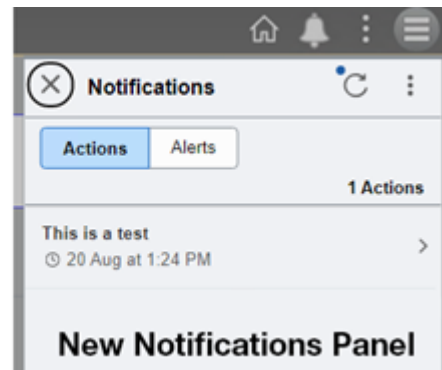 Notifications
Actions Alerts
1 Actions
This is a test
20 Aug at 1:24 PM
New Notifications Panel